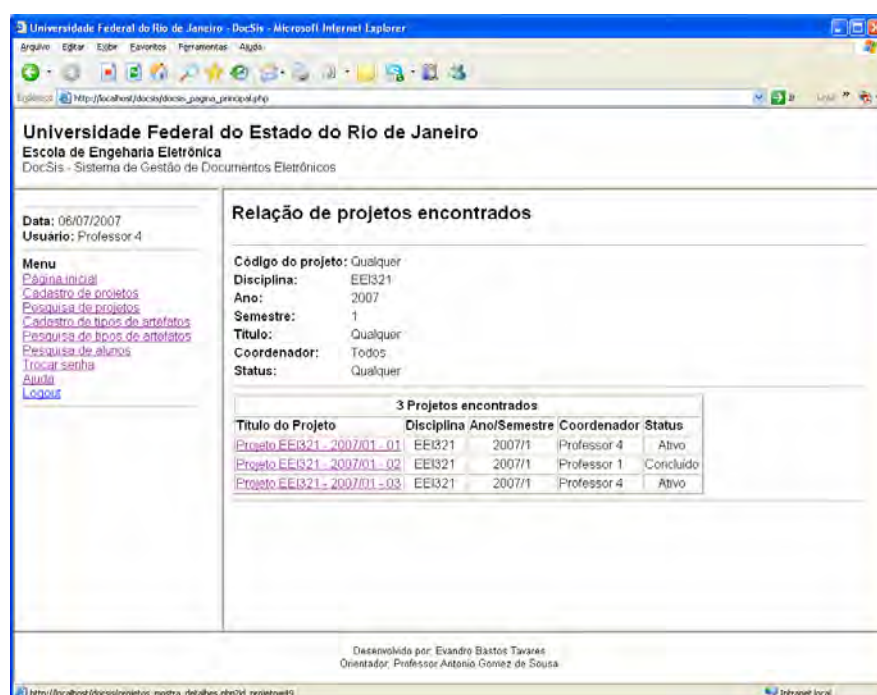 Universidade Federal do Rio de Janeiro - DocSis - Microsoft Internet Explorer
Arquivo Editar Exibir Favoritos Ferramentas Ajuda
http://localhost/docsis/docsis_pagina_principal.php
Universidade Federal do Estado do Rio de Janeiro
Escola de Engeharia Eletrônica
DocSis - Sistema de Gestão de Documentos Eletrônicos
Data: 06/07/2007
Usuário: Professor 4
Menu
Página inicial
Cadastro de projetos
Pesquisa de projetos
Cadastro de tipos de artefatos
Pesquisa de tipos de artefatos
Pesquisa de alunos
Trocar senha
Ajuda
Logout
Relação de projetos encontrados
Código do projeto: Qualquer
Disciplina: EEI321
Ano: 2007
Semestre: 1
Título: Qualquer
Coordenador: Todos
Status: Qualquer
3 Projetos encontrados
Título do Projeto Disciplina Ano/Semestre Coordenador Status
Projeto EEI321 - 2007/01 - 01 EEI321 2007/1 Professor 4 Ativo
Projeto EEI321 - 2007/01 - 02 EEI321 2007/1 Professor 1 Concluído
Projeto EEI321 - 2007/01 - 03 EEI321 2007/1 Professor 4 Ativo
Desenvolvido por: Evandro Bastos Tavares
Orientador: Professor Antonio Gomez de Sousa
Intranet local